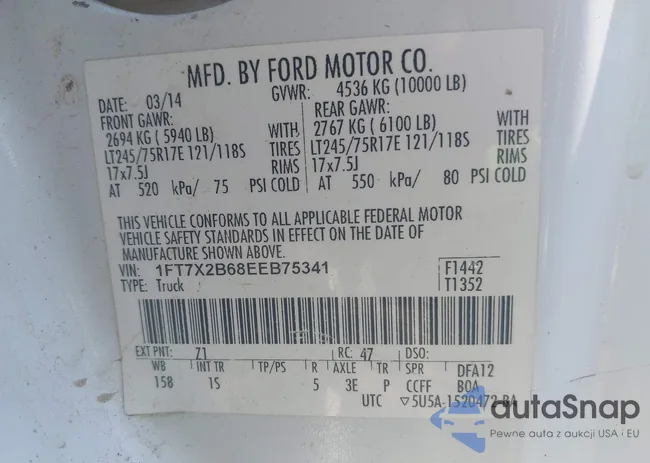 MFD. BY FORD MOTOR CO.
DATE: 03/14 GVWR: 4536 KG (10000 LB)
FRONT GAWR: REAR GAWR:
2694 KG (5940 LB) WITH 2767 KG (6100 LB) WITH
LT245/75R17E 121/118S TIRES LT245/75R17E 121/118S TIRES
17x7.5J RIMS 17x7.5J RIMS
AT 520 kPa/ 75 PSI COLD AT 550 kPa/ 80 PSI COLD
THIS VEHICLE CONFORMS TO ALL APPLICABLE FEDERAL MOTOR
VEHICLE SAFETY STANDARDS IN EFFECT ON THE DATE OF
MANUFACTURE SHOWN ABOVE.
VIN: 1FT7X2B68EEB75341 F1442
TYPE: Truck T1352
EXT PNT: Z1 RC: 47 DSO:
WB INT TR TP/PS R AXLE TR SPR DFA12
158 1S 5 3E P CCFF B0A
UTC ▽5U5A-1520472-BA
autoSnap
Pewne auta z aukcji USA i EU